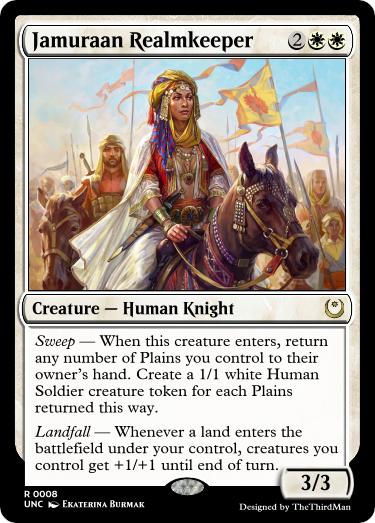 Jamuraan Realmkeeper 2
Creature — Human Knight
Sweep — When this creature enters, return
any number of Plains you control to their
owner's hand. Create a 1/1 white Human
Soldier creature token for each Plains
returned this way.
Landfall — Whenever a land enters the
battlefield under your control, creatures you
control get +1/+1 until end of turn.
3/3
R 0008
UNC Ekaterina Burmak
Designed by TheThirdMan